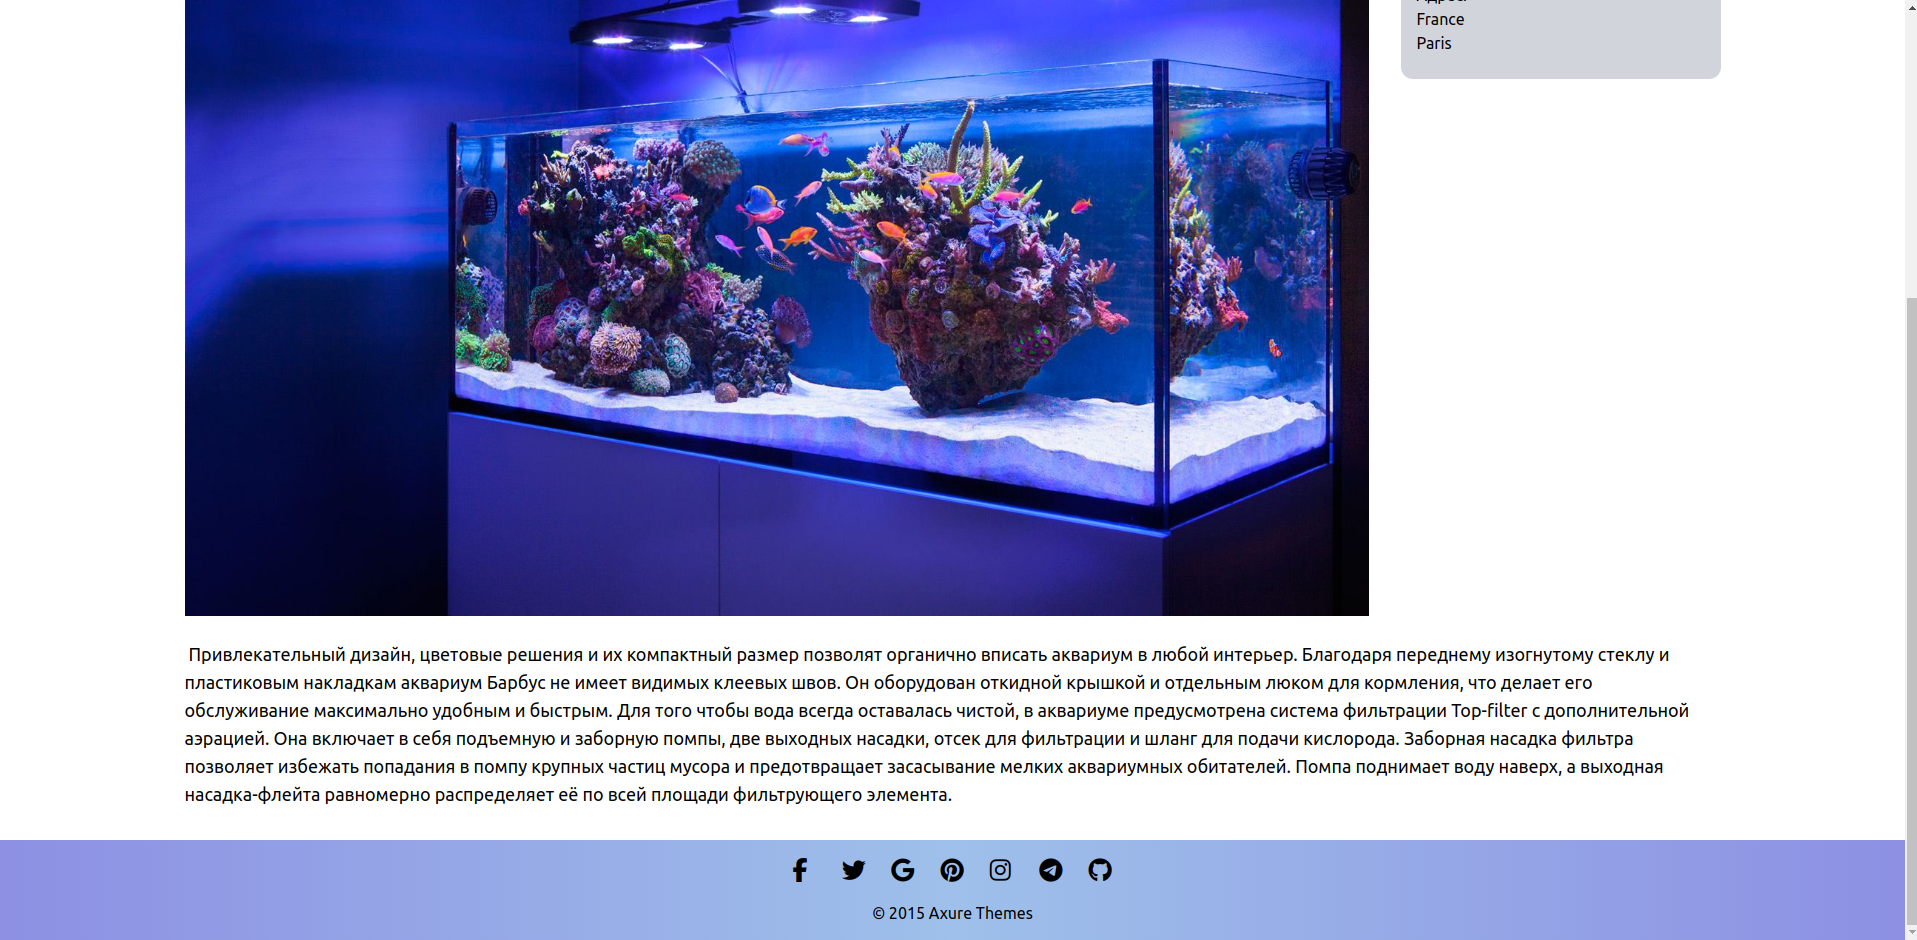 France
Paris
Привлекательный дизайн, цветовые решения и их компактный размер позволят органично вписать аквариум в любой интерьер. Благодаря переднему изогнутому стеклу и
пластиковым накладкам аквариум Барбус не имеет видимых клеевых швов. Он оборудован откидной крышкой и отдельным люком для кормления, что делает его
обслуживание максимально удобным и быстрым. Для того чтобы вода всегда оставалась чистой, в аквариуме предусмотрена система фильтрации Top-filter с дополнительной
аэрацией. Она включает в себя подъемную и заборную помпы, две выходных насадки, отсек для фильтрации и шланг для подачи кислорода. Заборная насадка фильтра
позволяет избежать попадания в помпу крупных частиц мусора и предотвращает засасывание мелких аквариумных обитателей. Помпа поднимает воду наверх, а выходная
насадка-флейта равномерно распределяет её по всей площади фильтрующего элемента.
© 2015 Axure Themes